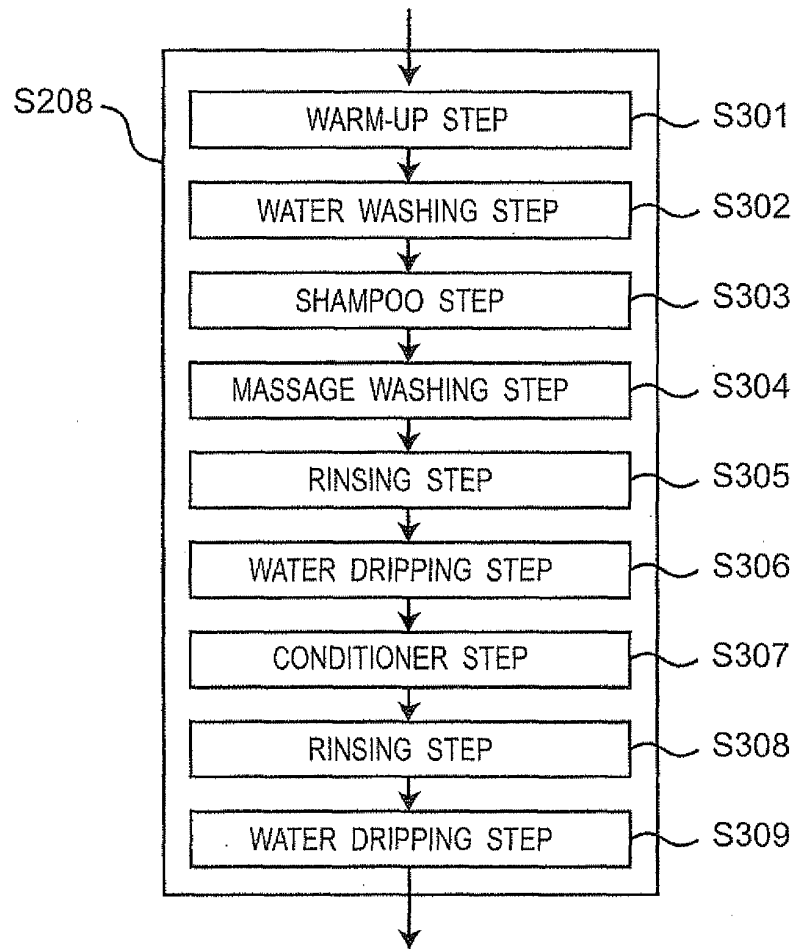 S208
WARM-UP STEP S301
WATER WASHING STEP S302
SHAMPOO STEP S303
MASSAGE WASHING STEP S304
RINSING STEP S305
WATER DRIPPING STEP S306
CONDITIONER STEP S307
RINSING STEP S308
WATER DRIPPING STEP S309